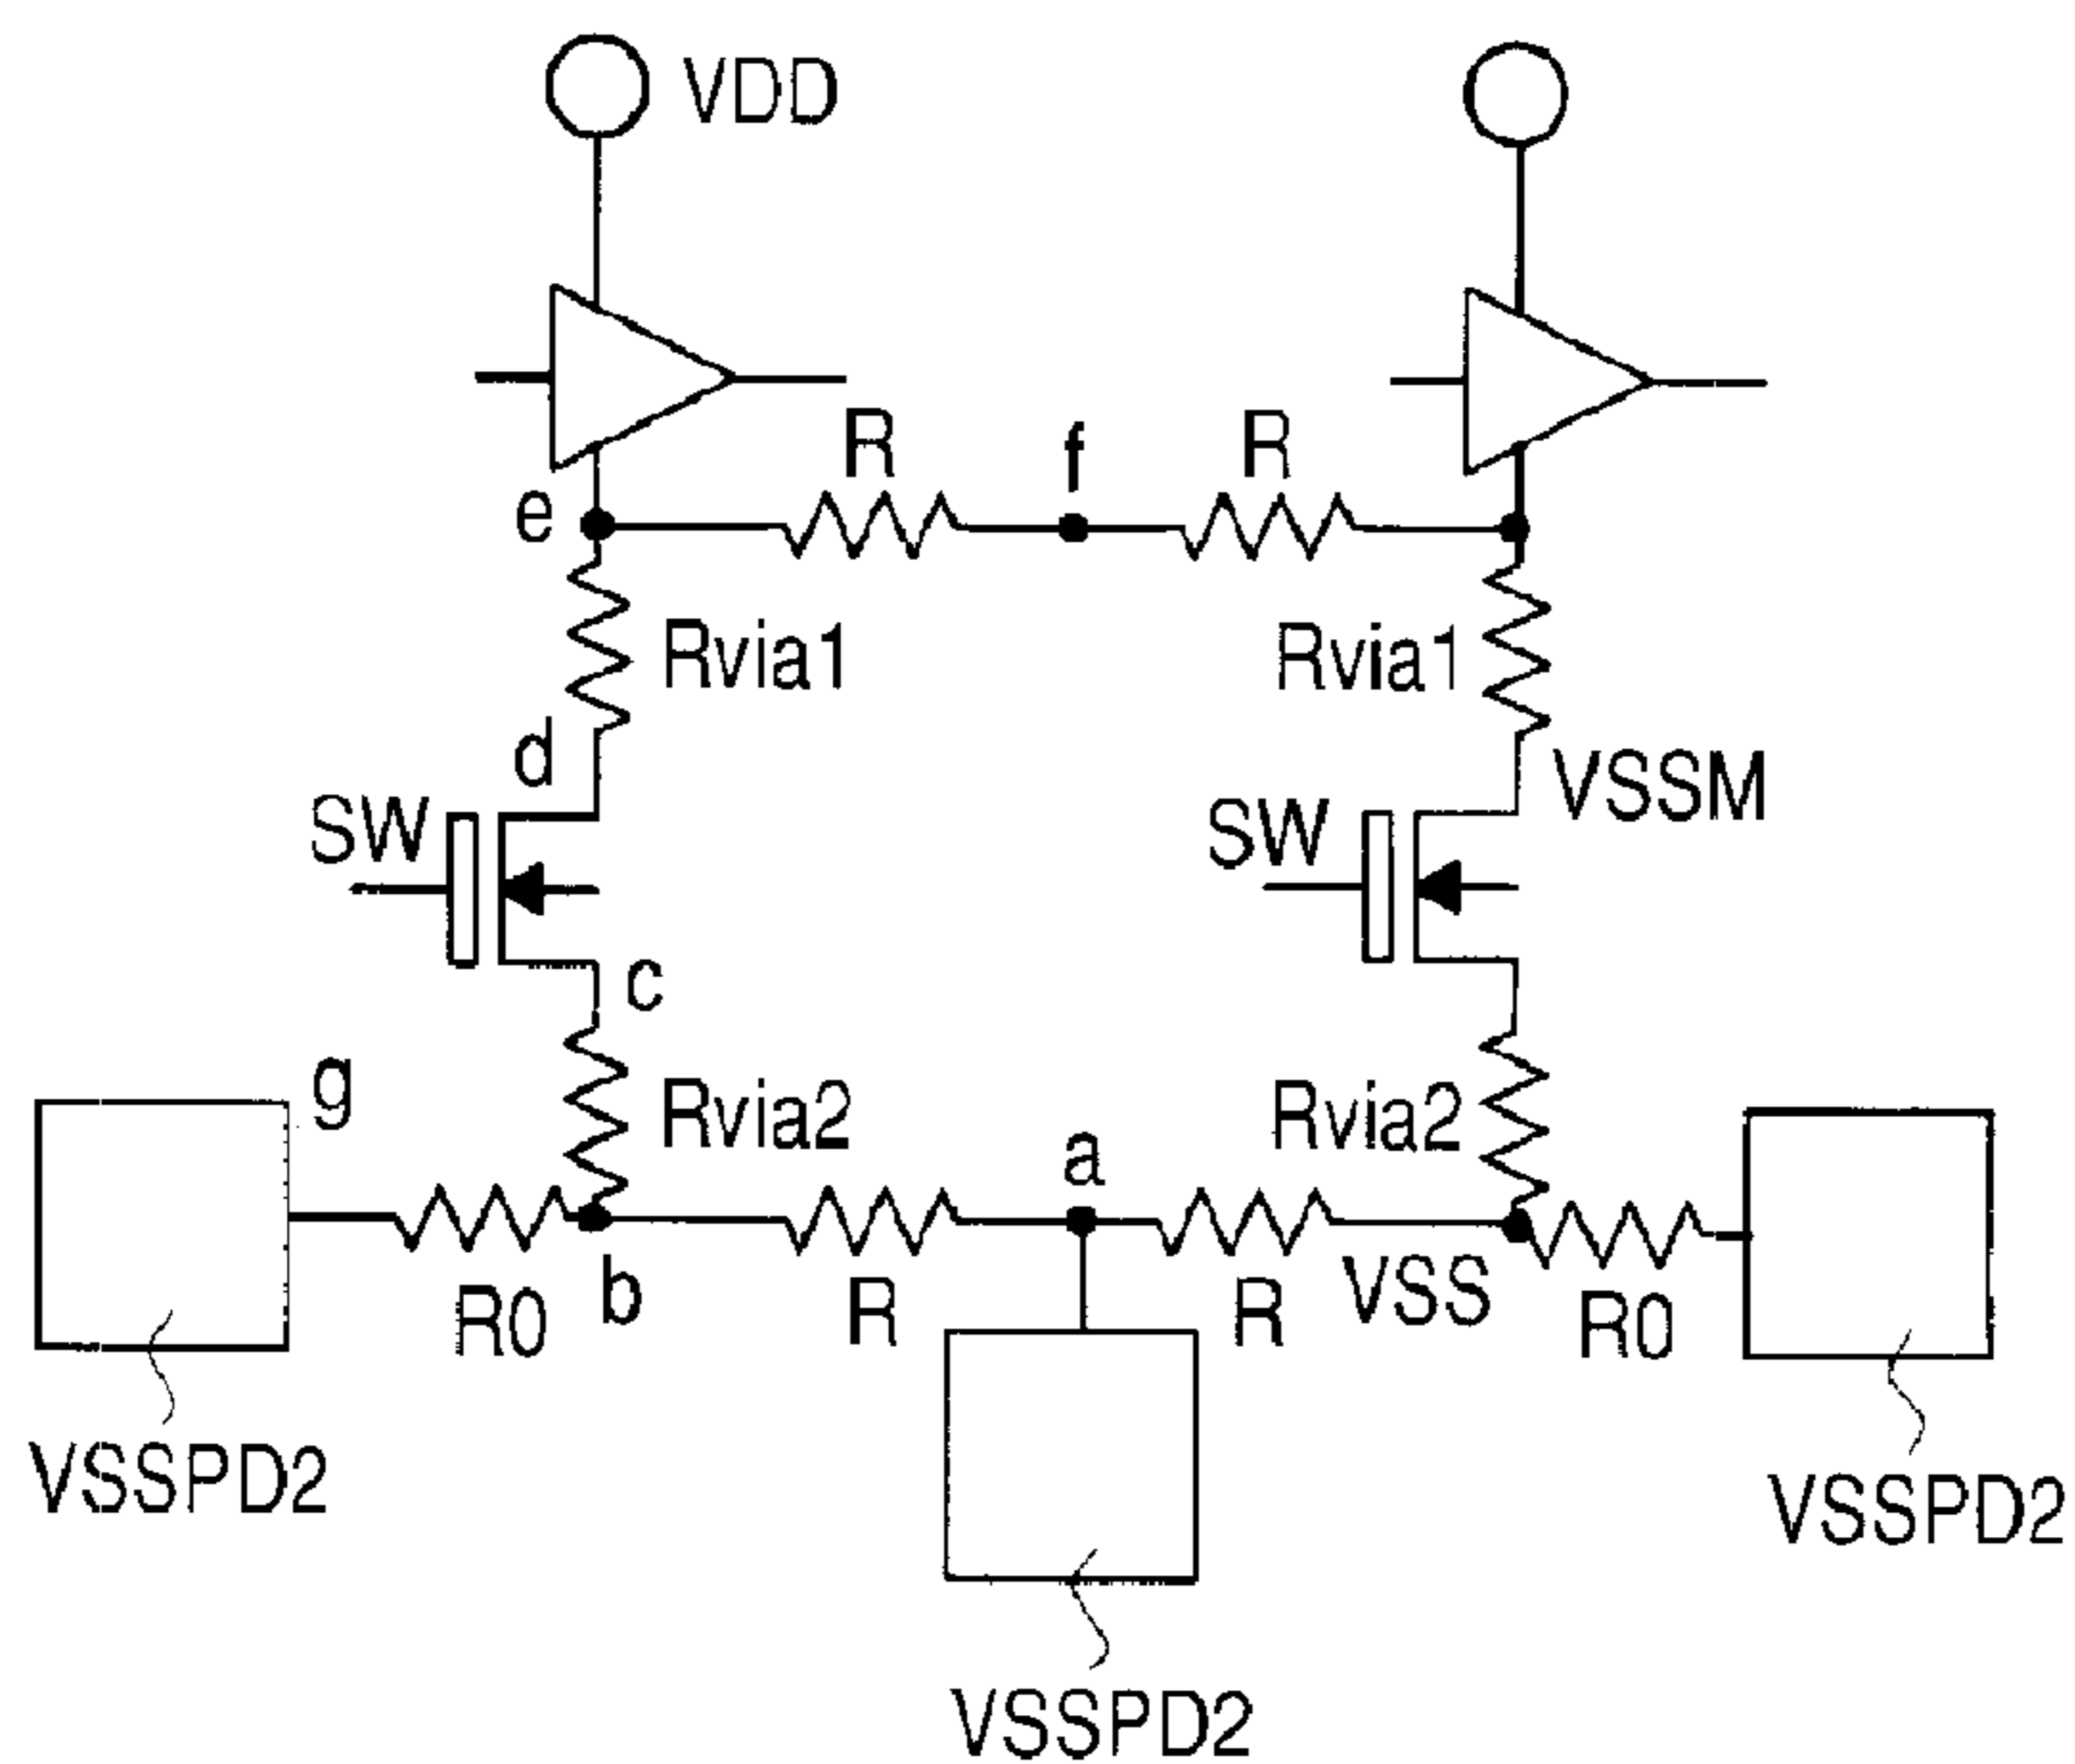 VDD
R
f
R
e
Rvia1
Rvia1
d
VSSM
SW
SW
c
g
Rvia2
a
Rvia2
R0
b
R
R
VSS
R0
VSSPD2
VSSPD2
VSSPD2